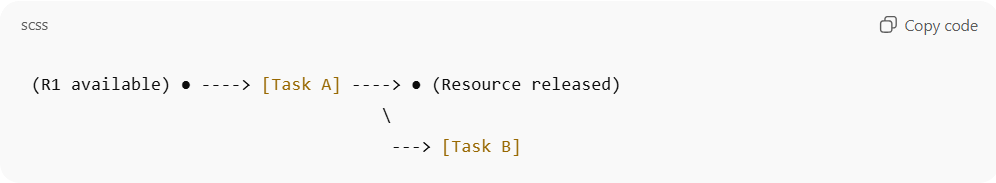 scss
Copy code
(R1 available) ● ----> [Task A] ----> ● (Resource released)
\
---> [Task B]